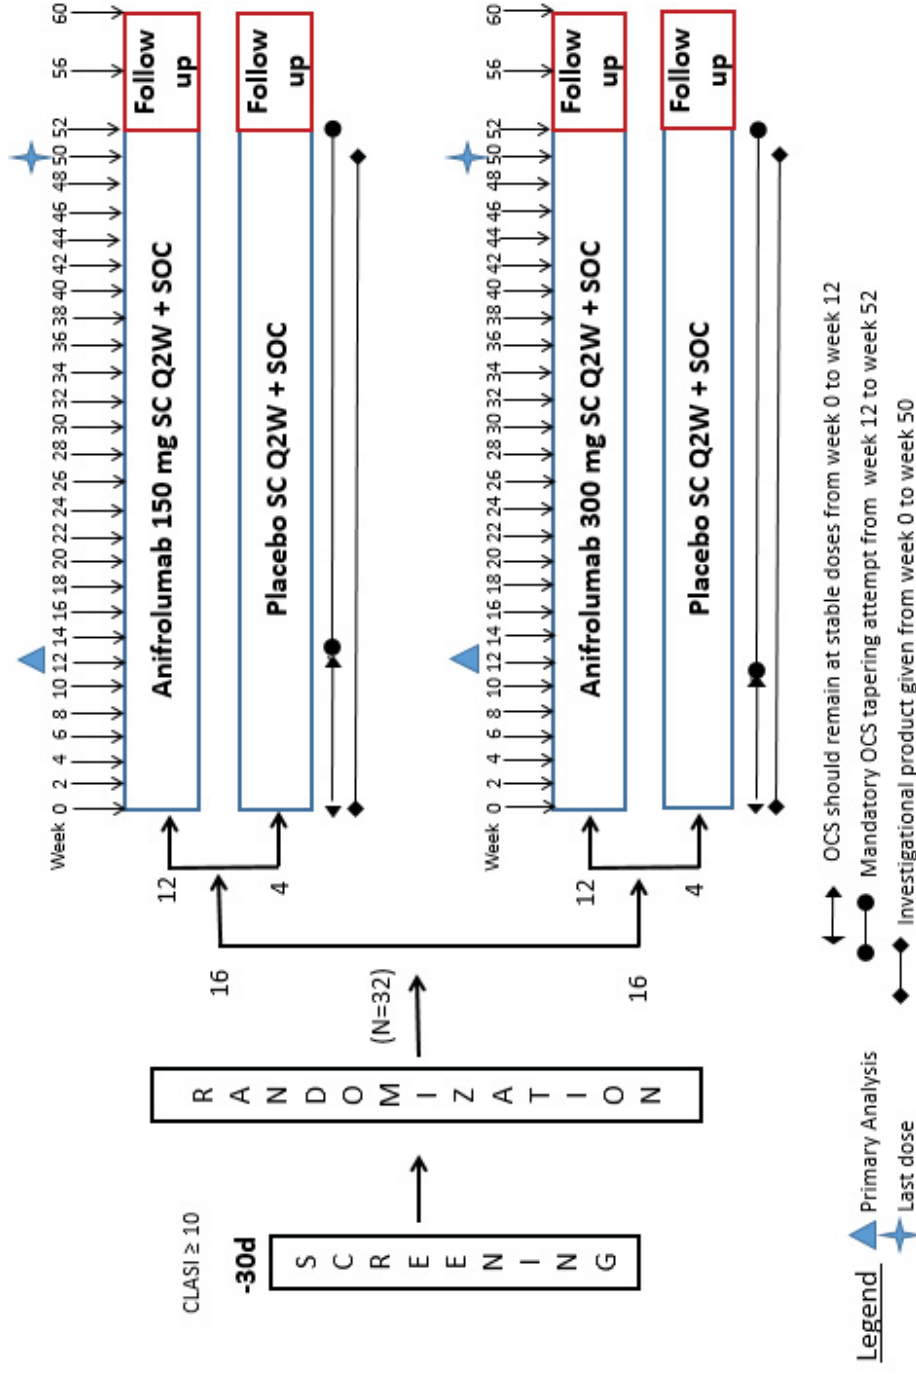 CLASI ≥ 10
-30d
S
C
R
E
E
N
I
N
G
R
A
N
D
O
M
I
Z
A
T
I
O
N
(N=32)
16
12
4
Week 0 2 4 6 8 10 12 14 16 18 20 22 24 26 28 30 32 34 36 38 40 42 44 46 48 50 52 56 60
Anifrolumab 150 mg SC Q2W + SOC
Follow
up
Placebo SC Q2W + SOC
Follow
up
16
12
4
Week 0 2 4 6 8 10 12 14 16 18 20 22 24 26 28 30 32 34 36 38 40 42 44 46 48 50 52 56 60
Anifrolumab 300 mg SC Q2W + SOC
Follow
up
Placebo SC Q2W + SOC
Follow
up
Legend
Primary Analysis
Last dose
OCS should remain at stable doses from week 0 to week 12
Mandatory OCS tapering attempt from week 12 to week 52
Investigational product given from week 0 to week 50